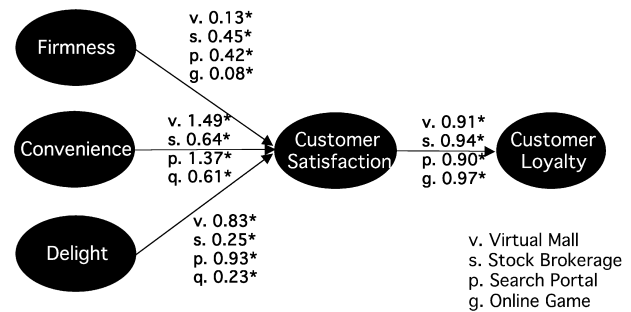 Firmness
v. 0.13*
s. 0.45*
p. 0.42*
g. 0.08*
Convenience
v. 1.49*
s. 0.64*
p. 1.37*
q. 0.61*
Delight
v. 0.83*
s. 0.25*
p. 0.93*
q. 0.23*
Customer
Satisfaction
v. 0.91*
s. 0.94*
p. 0.90*
g. 0.97*
Customer
Loyalty
v. Virtual Mall
s. Stock Brokerage
p. Search Portal
g. Online Game